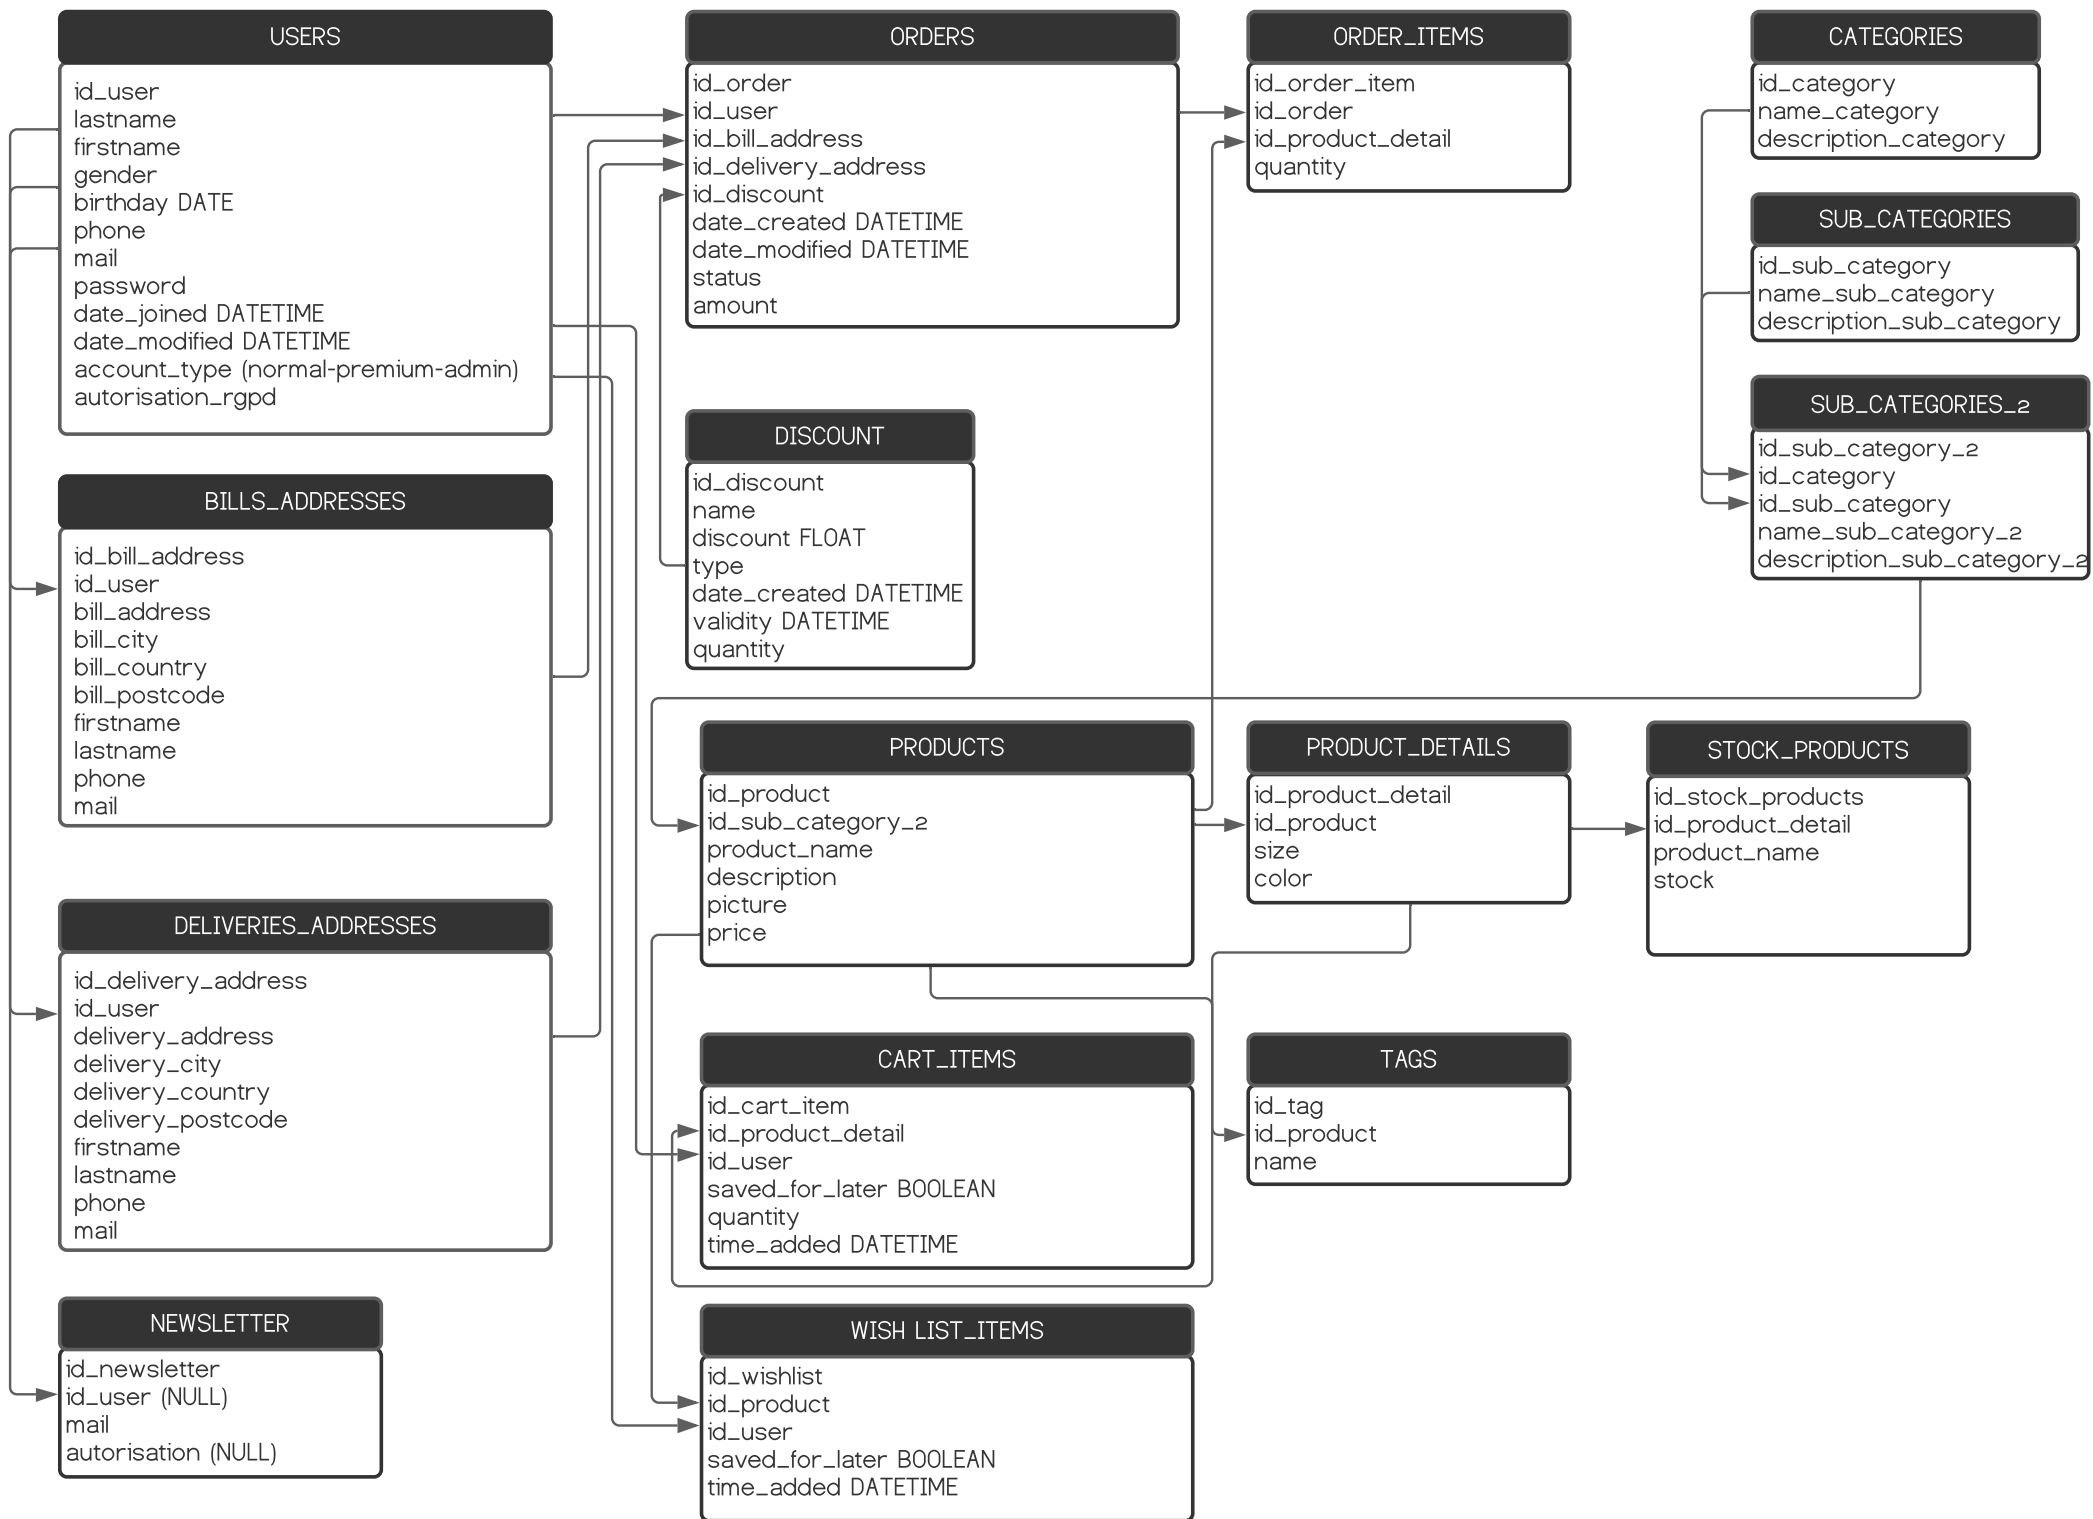 USERS
id_user
lastname
firstname
gender
birthday DATE
phone
mail
password
date_joined DATETIME
date_modified DATETIME
account_type (normal-premium-admin)
autorisation_rgpd
BILLS_ADDRESSES
id_bill_address
id_user
bill_address
bill_city
bill_country
bill_postcode
firstname
lastname
phone
mail
DELIVERIES_ADDRESSES
id_delivery_address
id_user
delivery_address
delivery_city
delivery_country
delivery_postcode
firstname
lastname
phone
mail
NEWSLETTER
id_newsletter
id_user (NULL)
mail
autorisation (NULL)
ORDERS
id_order
id_user
id_bill_address
id_delivery_address
id_discount
date_created DATETIME
date_modified DATETIME
status
amount
DISCOUNT
id_discount
name
discount FLOAT
type
date_created DATETIME
validity DATETIME
quantity
PRODUCTS
id_product
id_sub_category_2
product_name
description
picture
price
CART_ITEMS
id_cart_item
id_product_detail
id_user
saved_for_later BOOLEAN
quantity
time_added DATETIME
WISH LIST_ITEMS
id_wishlist
id_product
id_user
saved_for_later BOOLEAN
time_added DATETIME
ORDER_ITEMS
id_order_item
id_order
id_product_detail
quantity
PRODUCT_DETAILS
id_product_detail
id_product
size
color
TAGS
id_tag
id_product
name
CATEGORIES
id_category
name_category
description_category
SUB_CATEGORIES
id_sub_category
name_sub_category
description_sub_category
SUB_CATEGORIES_2
id_sub_category_2
id_category
id_sub_category
name_sub_category_2
description_sub_category_2
STOCK_PRODUCTS
id_stock_products
id_product_detail
product_name
stock